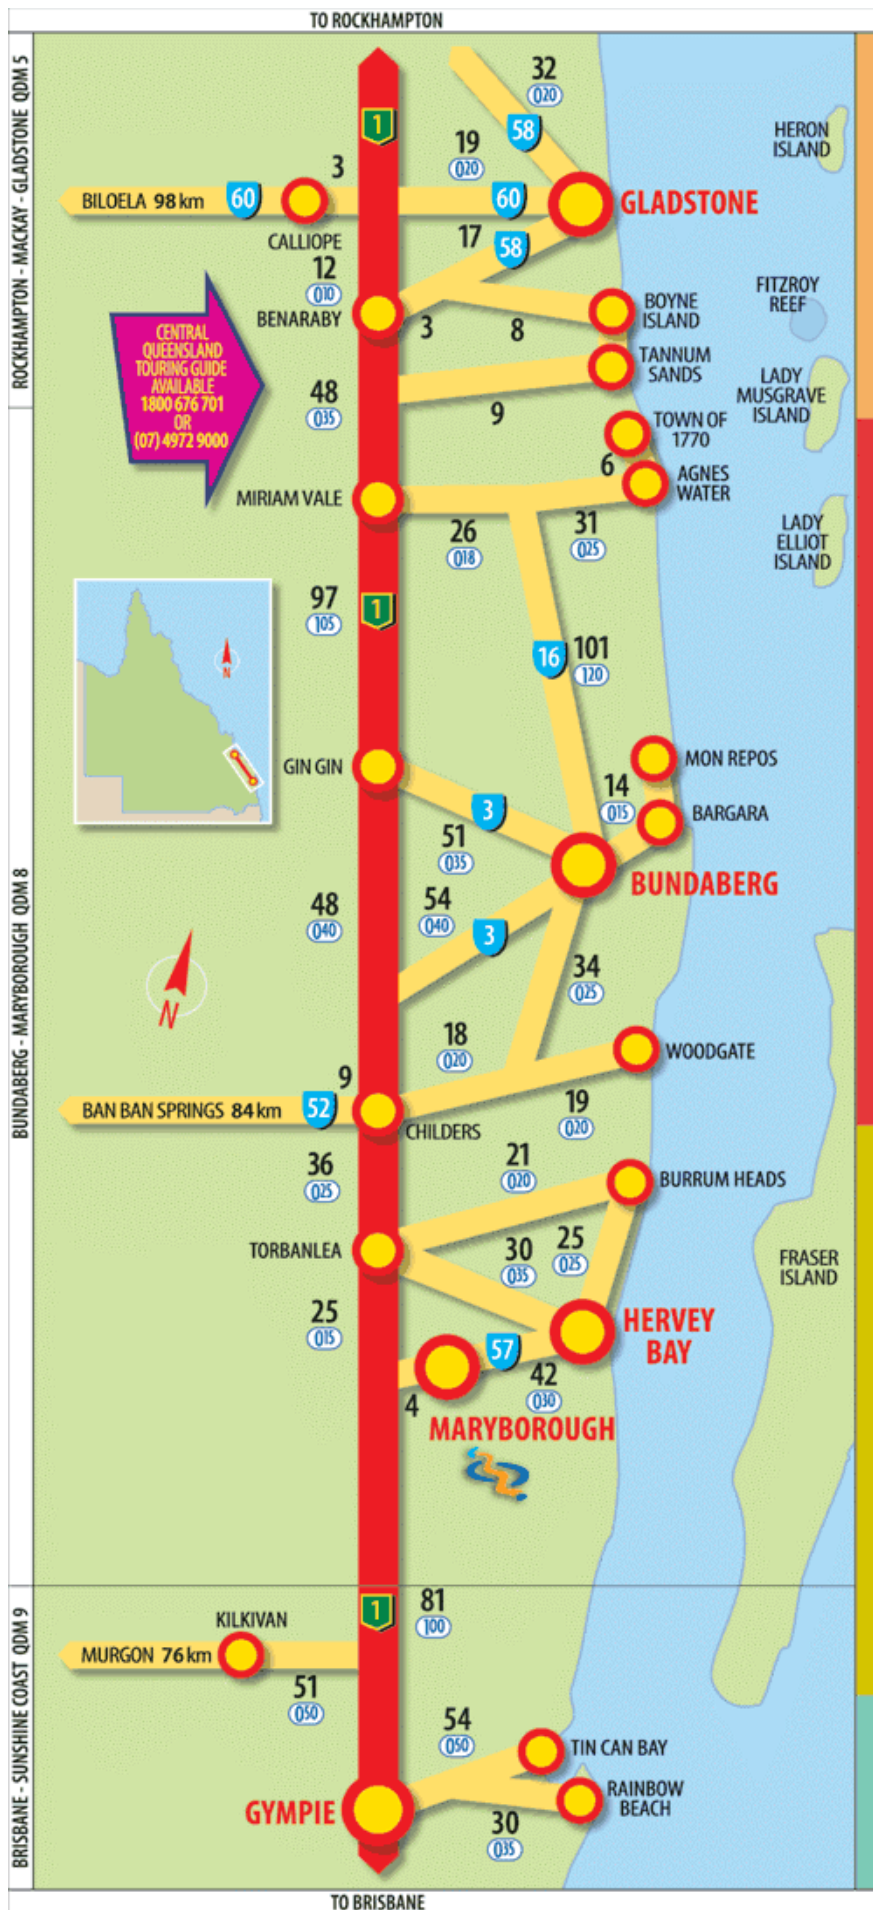 TO ROCKHAMPTON
ROCKHAMPTON - MACKAY - GLADSTONE QDM 5
32
020
58
1
HERON
ISLAND
19
020
3
BILOELA 98 km
60
60
GLADSTONE
CALLIOPE
17
58
12
010
BENARABY
3
8
BOYNE
ISLAND
FITZROY
REEF
CENTRAL
QUEENSLAND
TOURING GUIDE
AVAILABLE
1800 676 701
OR
(07) 4972 9000
TANNUM
SANDS
48
035
9
LADY
MUSGRAVE
ISLAND
TOWN OF
1770
6
AGNES
WATER
MIRIAM VALE
26
018
31
025
LADY
ELLIOT
ISLAND
97
105
1
16
101
120
N
BUNDABERG - MARYBOROUGH QDM 8
GIN GIN
MON REPOS
14
015
BARGARA
3
51
035
BUNDABERG
48
040
54
040
3
N
34
025
18
020
WOODGATE
9
BAN BAN SPRINGS 84 km
52
CHILDERS
19
020
36
025
21
020
BURRUM HEADS
TORBANLEA
30
035
25
025
FRASER
ISLAND
25
015
HERVEY
BAY
57
42
030
4
MARYBOROUGH
BRISBANE - SUNSHINE COAST QDM 9
1
81
100
KILKIVAN
MURGON 76 km
51
050
54
050
TIN CAN BAY
GYMPIE
RAINBOW
BEACH
30
035
TO BRISBANE